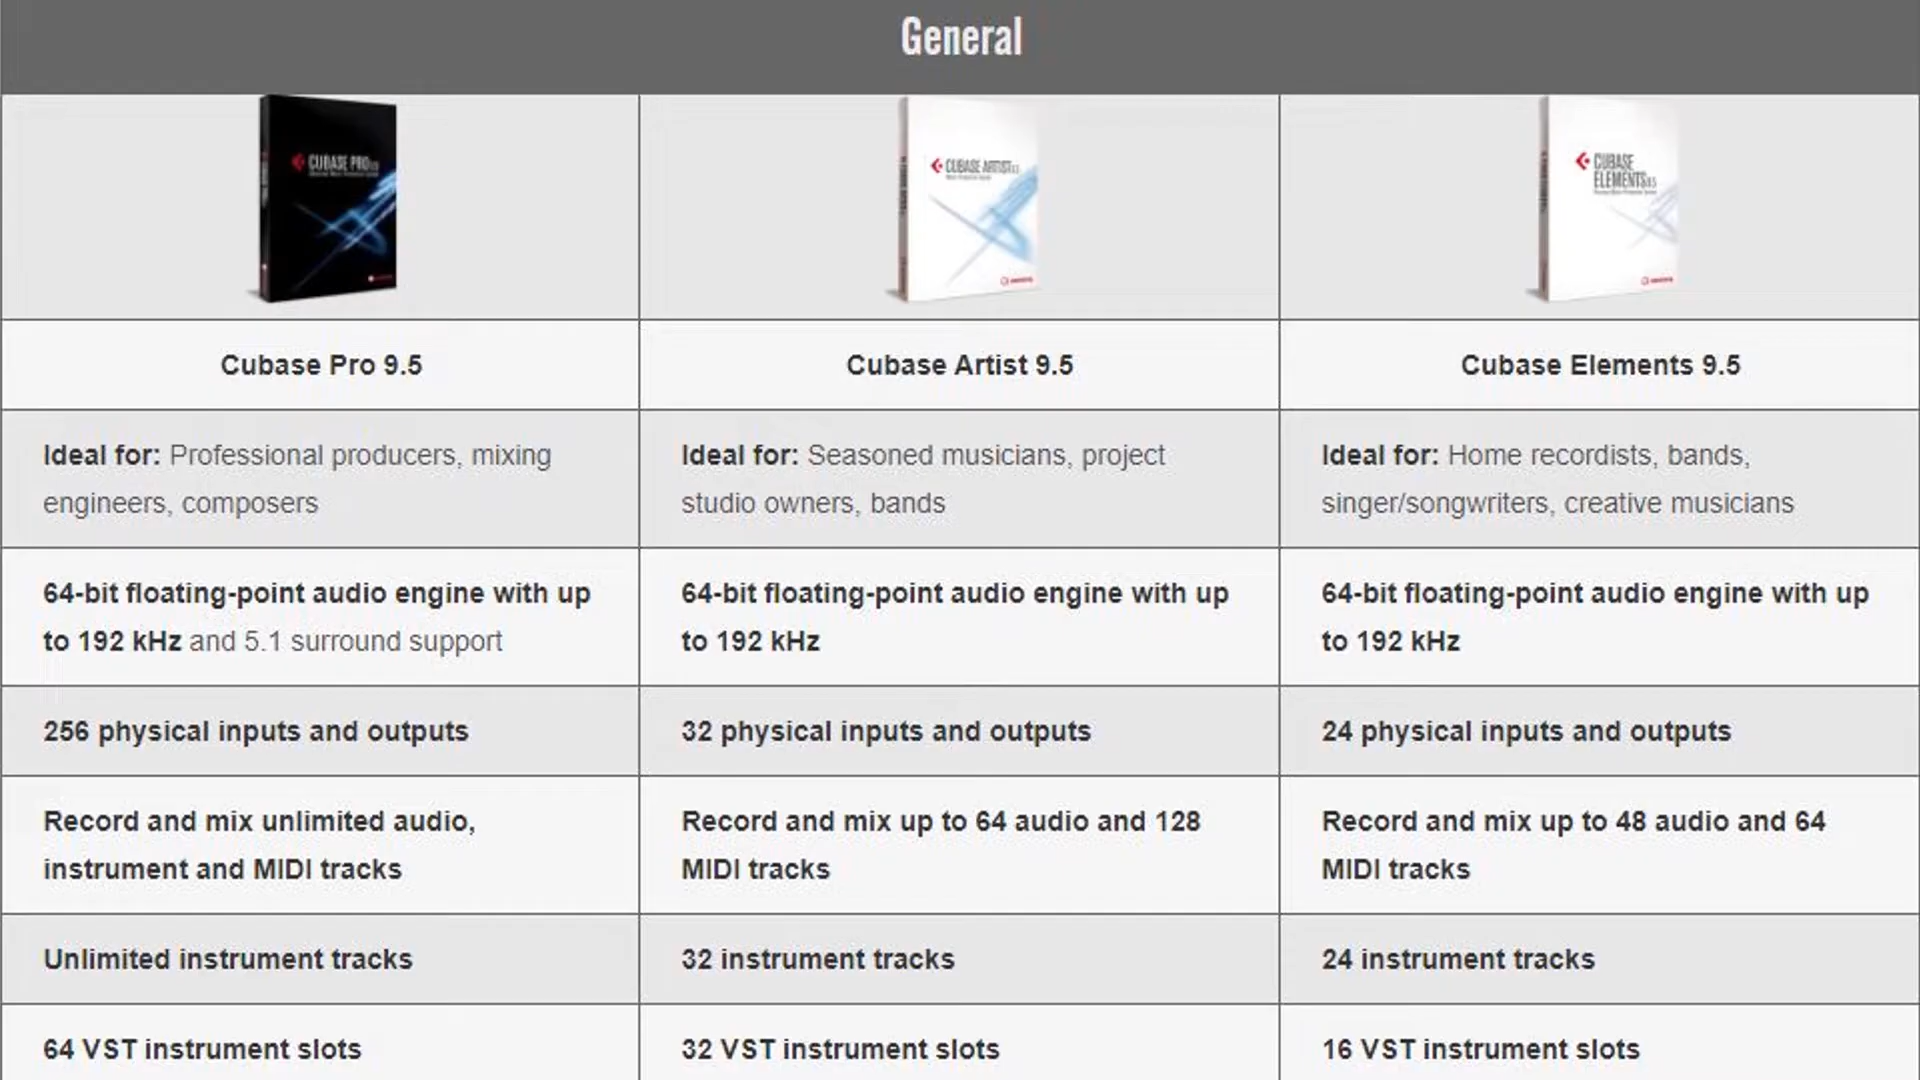 General
CUBASE PRO
CUBASE ARTIST
CUBASE
ELEMENTS
Cubase Pro 9.5
Cubase Artist 9.5
Cubase Elements 9.5
Ideal for: Professional producers, mixing
engineers, composers
Ideal for: Seasoned musicians, project
studio owners, bands
Ideal for: Home recordists, bands,
singer/songwriters, creative musicians
64-bit floating-point audio engine with up
to 192 kHz and 5.1 surround support
64-bit floating-point audio engine with up
to 192 kHz
64-bit floating-point audio engine with up
to 192 kHz
256 physical inputs and outputs
32 physical inputs and outputs
24 physical inputs and outputs
Record and mix unlimited audio,
instrument and MIDI tracks
Record and mix up to 64 audio and 128
MIDI tracks
Record and mix up to 48 audio and 64
MIDI tracks
Unlimited instrument tracks
32 instrument tracks
24 instrument tracks
64 VST instrument slots
32 VST instrument slots
16 VST instrument slots